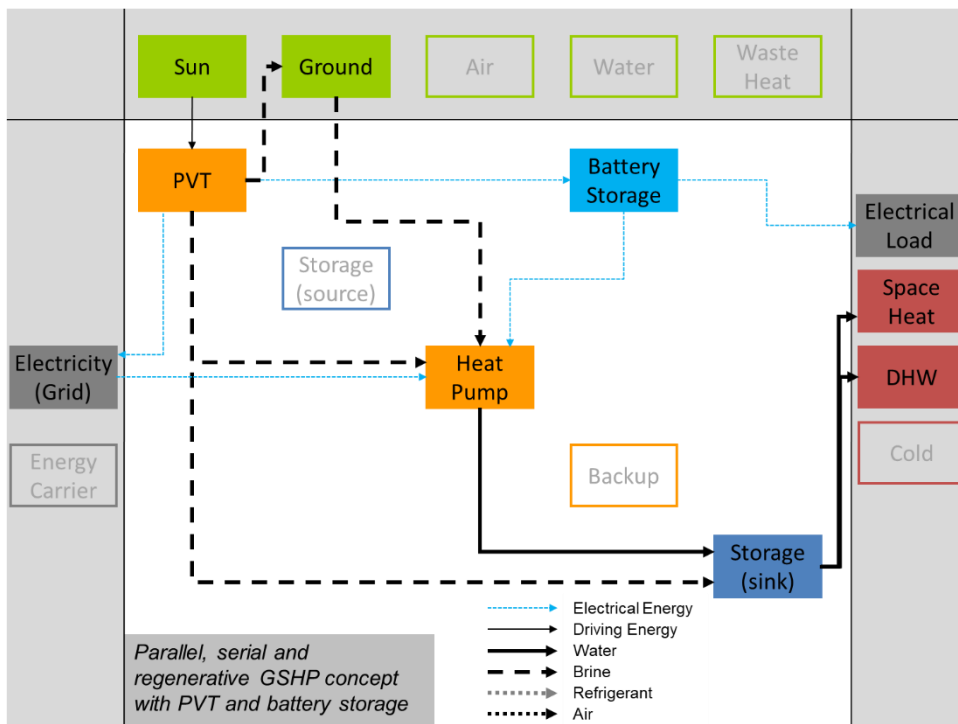 Sun
Ground
Air
Water
Waste
Heat
PVT
Battery
Storage
Electrical
Load
Storage
(source)
Space
Heat
Electricity
(Grid)
Heat
Pump
DHW
Energy
Carrier
Backup
Cold
Storage
(sink)
Electrical Energy
Driving Energy
Water
Brine
Refrigerant
Air
Parallel, serial and
regenerative GSHP concept
with PVT and battery storage